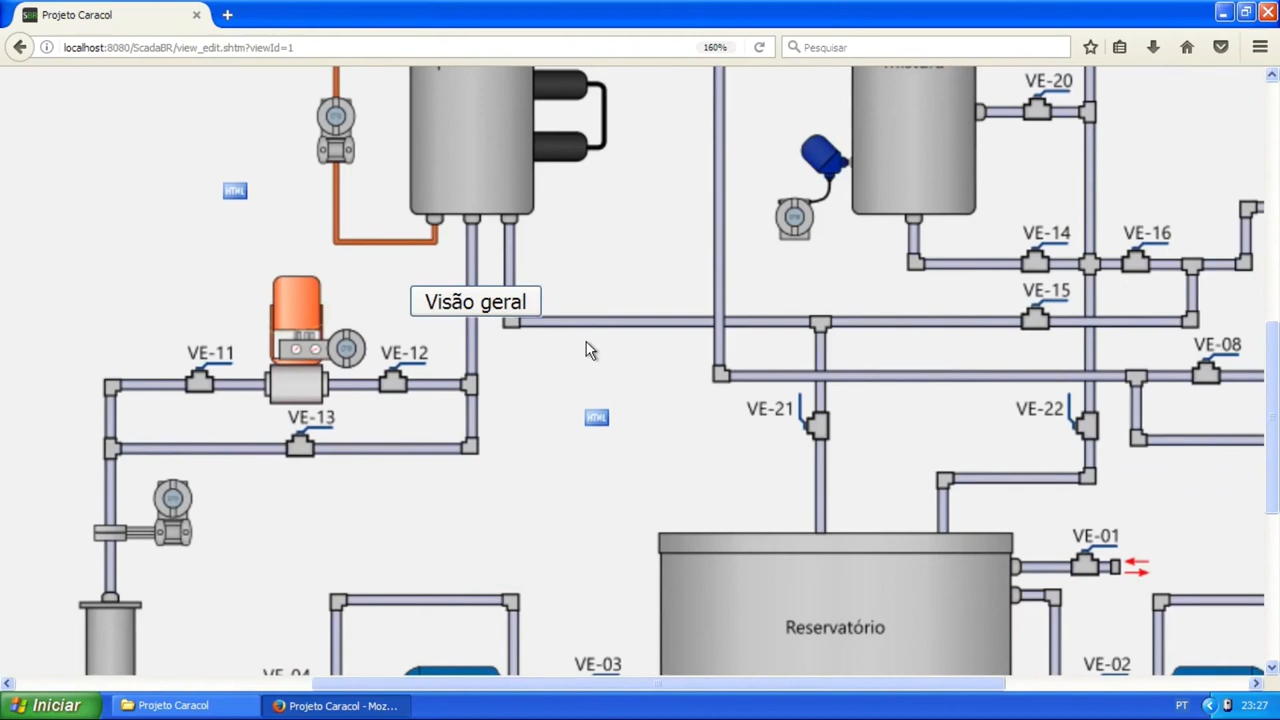 Projeto Caracol
localhost:8080/ScadaBR/view_edit.shtm?viewId=1
160%
Pesquisar
VE-20
HTML
VE-14
VE-16
Visão geral
VE-15
VE-11
VE-12
VE-08
VE-13
VE-21
HTML
VE-22
VE-01
Reservatório
VE-03
VE-02
Iniciar
Projeto Caracol
Projeto Caracol - Moz...
PT
23:27